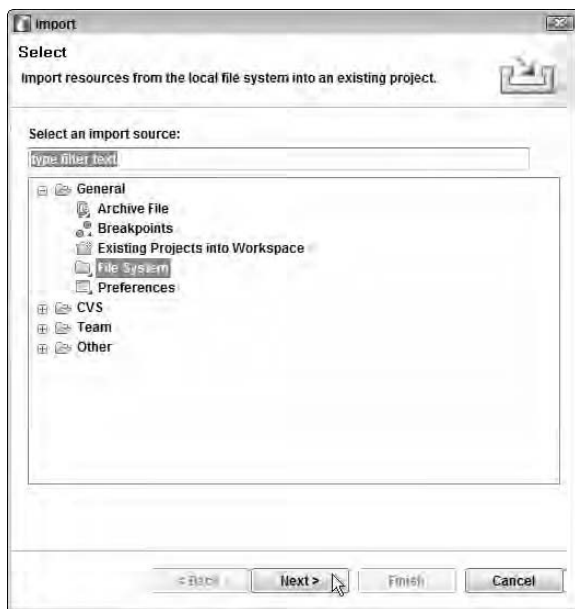 Import
Select
Import resources from the local file system into an existing project.
Select an import source:
type filter text
General
Archive File
Breakpoints
Existing Projects into Workspace
File System
Preferences
CVS
Team
Other
< Back Next > Finish Cancel